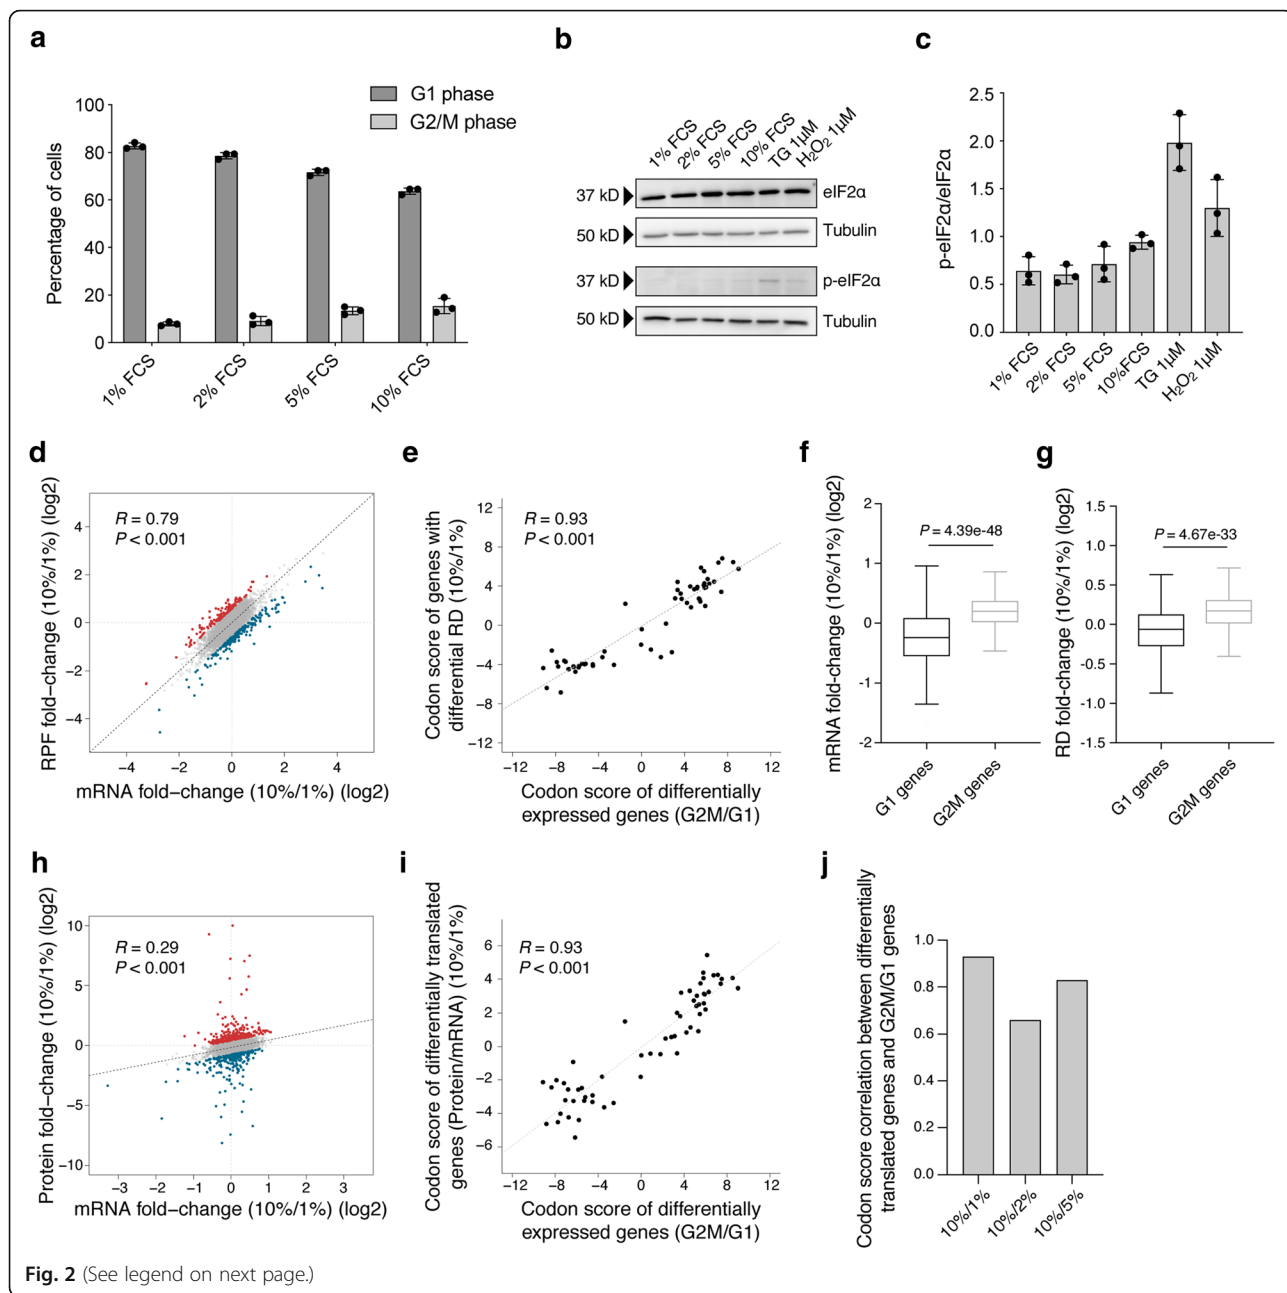 a
b
c
G1 phase
G2/M phase
100
80
60
40
20
0
Percentage of cells
1% FCS
2% FCS
5% FCS
10% FCS
1% FCS
2% FCS
5% FCS
10% FCS
TG 1µM
H₂O₂ 1µM
37 kD
eIF2α
50 kD
Tubulin
37 kD
p-eIF2α
50 kD
Tubulin
2.5
2.0
1.5
1.0
0.5
0.0
p-eIF2α/eIF2α
1% FCS
2% FCS
5% FCS
10%FCS
TG 1µM
H₂O₂ 1µM
d
e
f
g
RPF fold−change (10%/1%) (log2)
R = 0.79
P < 0.001
4
2
0
−2
−4
−4
−2
0
2
4
mRNA fold−change (10%/1%) (log2)
Codon score of genes with
differential RD (10%/1%)
R = 0.93
P < 0.001
12
8
4
0
−4
−8
−12
−12
−8
−4
0
4
8
12
Codon score of differentially
expressed genes (G2M/G1)
mRNA fold-change (10%/1%) (log2)
P = 4.39e-48
2
1
0
-1
-2
G1 genes
G2M genes
RD fold-change (10%/1%) (log2)
P = 4.67e-33
1.5
1.0
0.5
0.0
-0.5
-1.0
-1.5
G1 genes
G2M genes
h
i
j
Protein fold−change (10%/1%) (log2)
R = 0.29
P < 0.001
10
5
0
−5
−10
−3
−2
−1
0
1
2
3
mRNA fold−change (10%/1%) (log2)
Codon score of differentially translated
genes (Protein/mRNA) (10%/1%)
R = 0.93
P < 0.001
6
4
2
0
−2
−4
−6
−12
−8
−4
0
4
8
12
Codon score of differentially
expressed genes (G2M/G1)
Codon score correlation between differentially
translated genes and G2M/G1 genes
1.0
0.8
0.6
0.4
0.2
0.0
10%/1%
10%/2%
10%/5%
Fig. 2 (See legend on next page.)